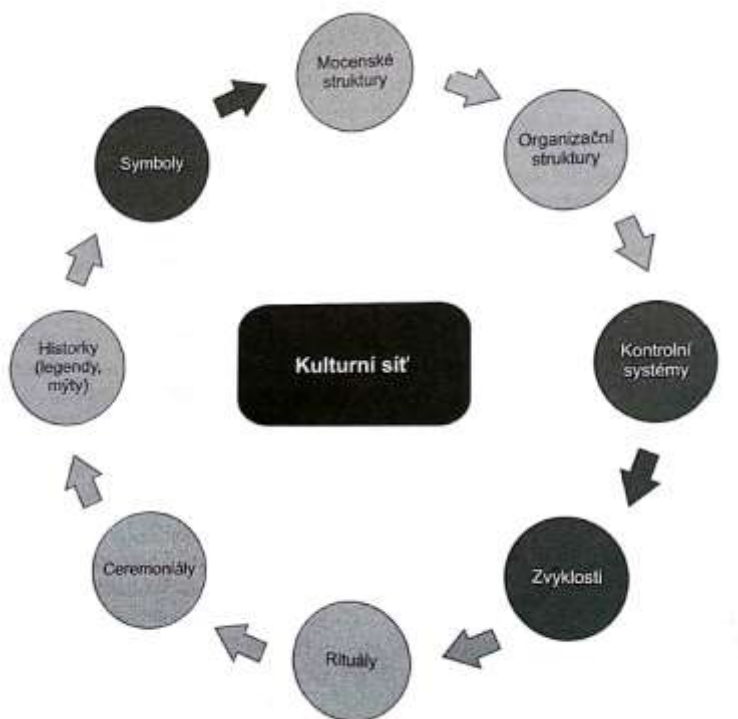 Mocenské
struktury
Organizační
struktury
Kontrolní
systémy
Zvyklosti
Rituály
Ceremoniály
Historky
(legendy,
mýty)
Symboly
Kulturní síť